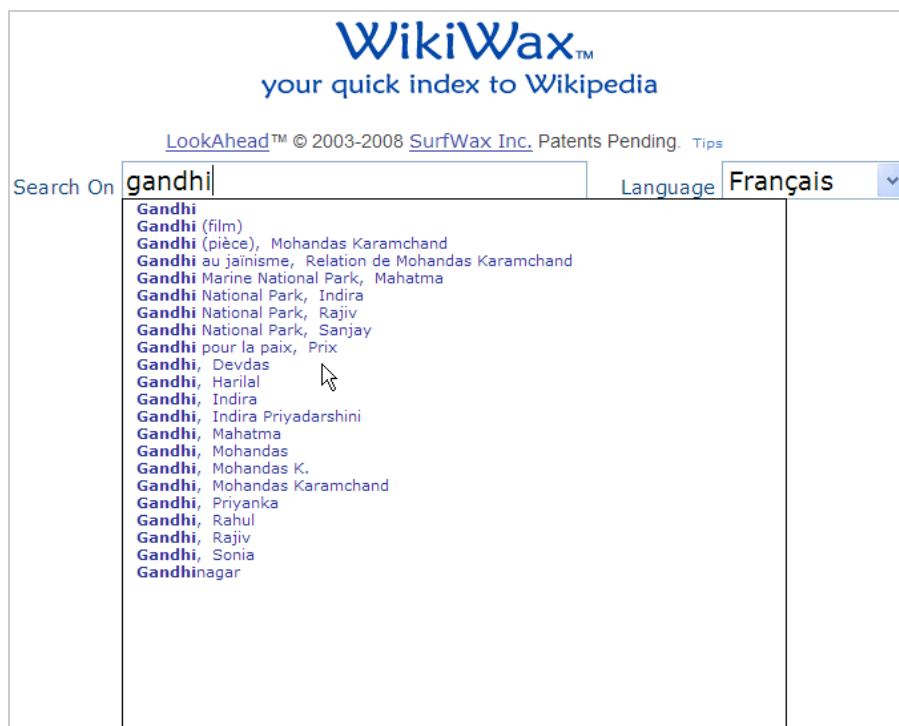 WikiWax™
your quick index to Wikipedia
LookAhead™ © 2003-2008 SurfWax Inc. Patents Pending. Tips
Search On gandhi Language Français
Gandhi
Gandhi (film)
Gandhi (pièce), Mohandas Karamchand
Gandhi au jaïnisme, Relation de Mohandas Karamchand
Gandhi Marine National Park, Mahatma
Gandhi National Park, Indira
Gandhi National Park, Rajiv
Gandhi National Park, Sanjay
Gandhi pour la paix, Prix
Gandhi, Devdas
Gandhi, Harilal
Gandhi, Indira
Gandhi, Indira Priyadarshini
Gandhi, Mahatma
Gandhi, Mohandas
Gandhi, Mohandas K.
Gandhi, Mohandas Karamchand
Gandhi, Priyanka
Gandhi, Rahul
Gandhi, Rajiv
Gandhi, Sonia
Gandhinagar